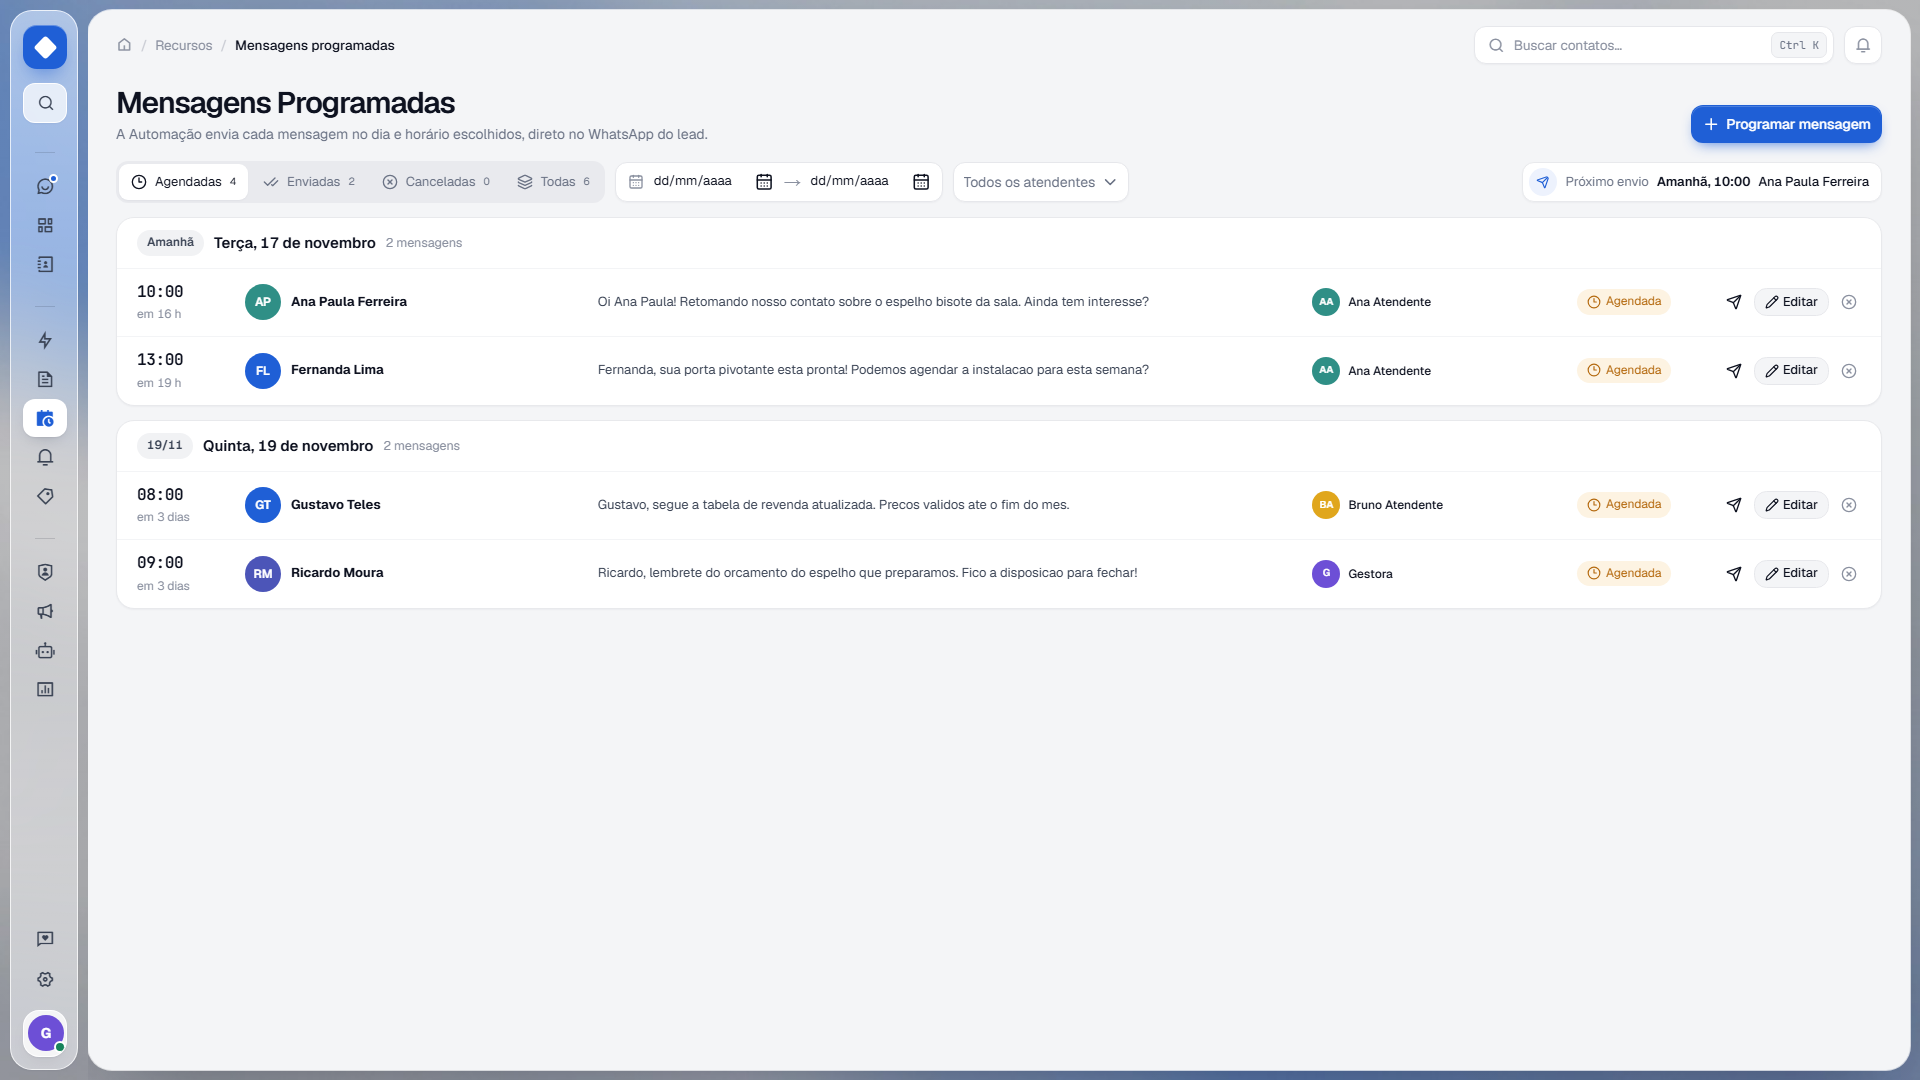 / Recursos / Mensagens programadas
Buscar contatos... Ctrl K
Mensagens Programadas
A Automação envia cada mensagem no dia e horário escolhidos, direto no WhatsApp do lead.
Programar mensagem
Agendadas 4 Enviadas 2 Canceladas 0 Todas 6 dd/mm/aaaa → dd/mm/aaaa Todos os atendentes Próximo envio Amanhã, 10:00 Ana Paula Ferreira
Amanhã Terça, 17 de novembro 2 mensagens
10:00
em 16 h
AP Ana Paula Ferreira Oi Ana Paula! Retomando nosso contato sobre o espelho bisote da sala. Ainda tem interesse? AA Ana Atendente Agendada Editar
13:00
em 19 h
FL Fernanda Lima Fernanda, sua porta pivotante esta pronta! Podemos agendar a instalacao para esta semana? AA Ana Atendente Agendada Editar
19/11 Quinta, 19 de novembro 2 mensagens
08:00
em 3 dias
GT Gustavo Teles Gustavo, segue a tabela de revenda atualizada. Precos validos ate o fim do mes. BA Bruno Atendente Agendada Editar
09:00
em 3 dias
RM Ricardo Moura Ricardo, lembrete do orcamento do espelho que preparamos. Fico a disposicao para fechar! G Gestora Agendada Editar
G